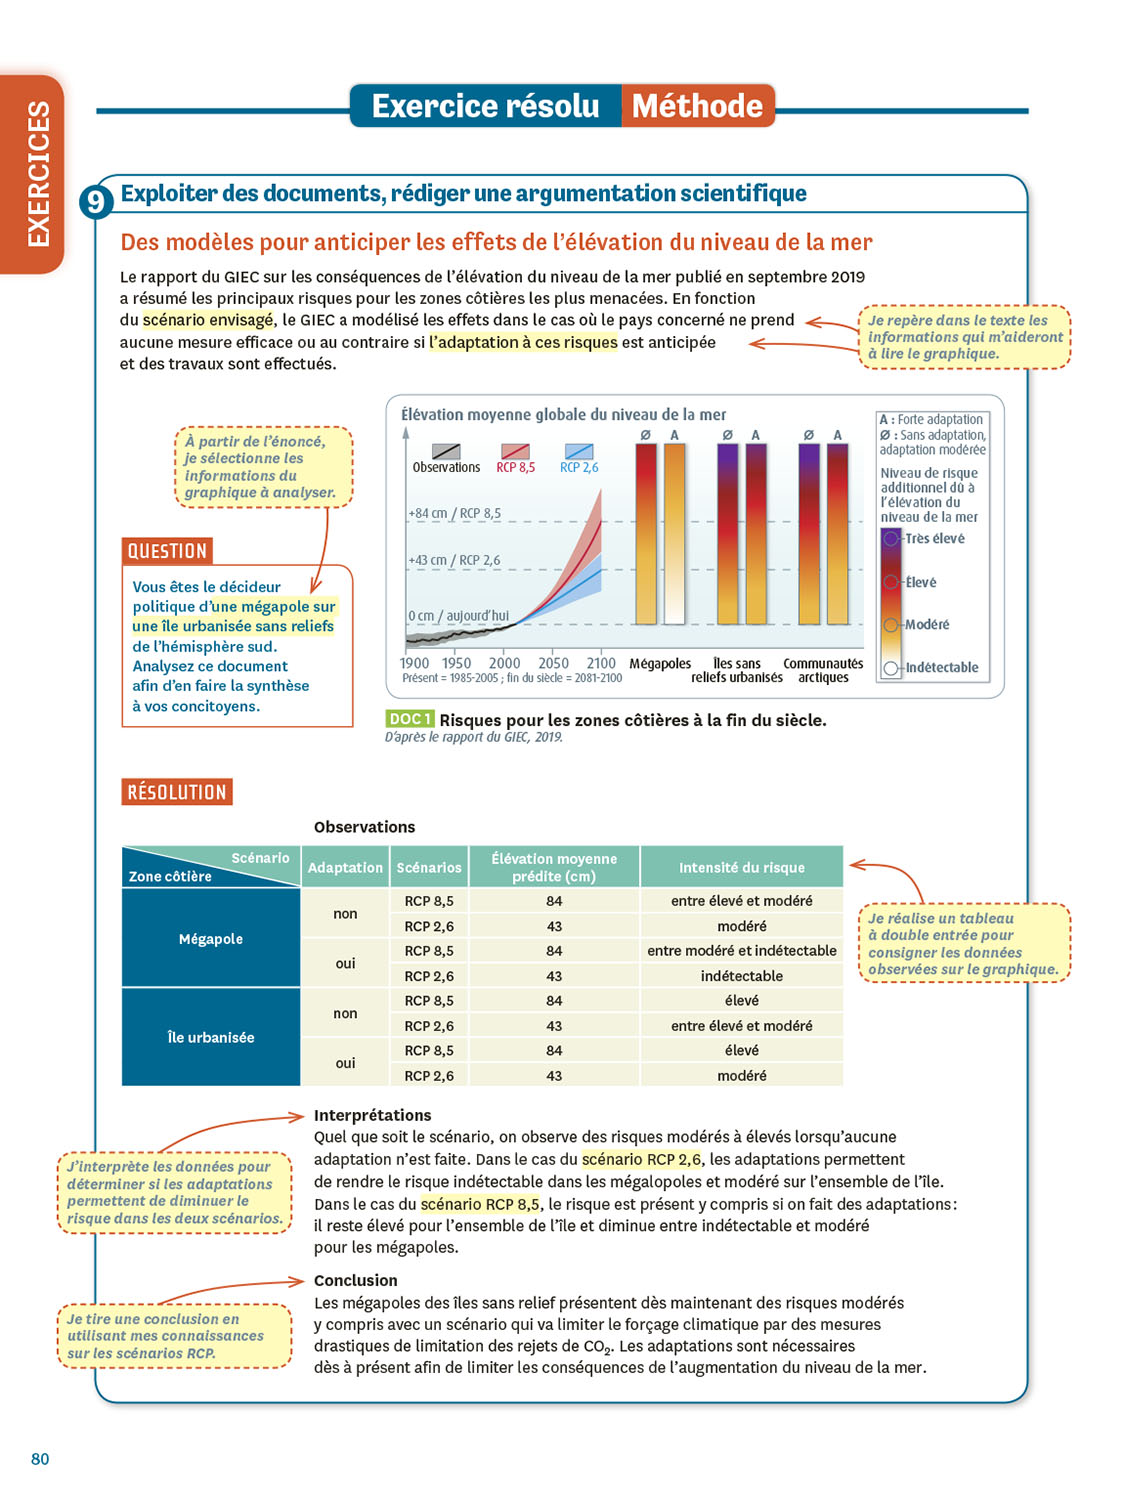 EXERCICES
Exercice résolu Méthode
9 Exploiter des documents, rédiger une argumentation scientifique
Des modèles pour anticiper les effets de l'élévation du niveau de la mer
Le rapport du GIEC sur les conséquences de l'élévation du niveau de la mer publié en septembre 2019
a résumé les principaux risques pour les zones côtières les plus menacées. En fonction
du scénario envisagé, le GIEC a modélisé les effets dans le cas où le pays concerné ne prend
aucune mesure efficace ou au contraire si l'adaptation à ces risques est anticipée
et des travaux sont effectués.
Je repère dans le texte les
informations qui m'aideront
à lire le graphique.
À partir de l'énoncé,
je sélectionne les
informations du
graphique à analyser.
QUESTION
Vous êtes le décideur
politique d'une mégapole sur
une île urbanisée sans reliefs
de l'hémisphère sud.
Analysez ce document
afin d'en faire la synthèse
à vos concitoyens.
Élévation moyenne globale du niveau de la mer
Observations RCP 8,5 RCP 2,6
+84 cm / RCP 8,5
+43 cm / RCP 2,6
0 cm / aujourd'hui
1900 1950 2000 2050 2100
Présent = 1985-2005 ; fin du siècle = 2081-2100
Ø A Ø A Ø A
Mégapoles Îles sans Communautés
reliefs urbanisés arctiques
A : Forte adaptation
Ø : Sans adaptation,
adaptation modérée
Niveau de risque
additionnel dû à
l'élévation du
niveau de la mer
Très élevé
Élevé
Modéré
Indétectable
DOC 1 Risques pour les zones côtières à la fin du siècle.
D'après le rapport du GIEC, 2019.
RÉSOLUTION
Observations
Scénario
Zone côtière
Adaptation Scénarios Élévation moyenne
prédite (cm) Intensité du risque
Mégapole
non
RCP 8,5 84 entre élevé et modéré
RCP 2,6 43 modéré
oui
RCP 8,5 84 entre modéré et indétectable
RCP 2,6 43 indétectable
Île urbanisée
non
RCP 8,5 84 élevé
RCP 2,6 43 entre élevé et modéré
oui
RCP 8,5 84 élevé
RCP 2,6 43 modéré
Je réalise un tableau
à double entrée pour
consigner les données
observées sur le graphique.
Interprétations
Quel que soit le scénario, on observe des risques modérés à élevés lorsqu'aucune
adaptation n'est faite. Dans le cas du scénario RCP 2,6, les adaptations permettent
de rendre le risque indétectable dans les mégalopoles et modéré sur l'ensemble de l'île.
Dans le cas du scénario RCP 8,5, le risque est présent y compris si on fait des adaptations :
il reste élevé pour l'ensemble de l'île et diminue entre indétectable et modéré
pour les mégapoles.
J'interprète les données pour
déterminer si les adaptations
permettent de diminuer le
risque dans les deux scénarios.
Conclusion
Les mégapoles des îles sans relief présentent dès maintenant des risques modérés
y compris avec un scénario qui va limiter le forçage climatique par des mesures
drastiques de limitation des rejets de CO₂. Les adaptations sont nécessaires
dès à présent afin de limiter les conséquences de l'augmentation du niveau de la mer.
Je tire une conclusion en
utilisant mes connaissances
sur les scénarios RCP.
80